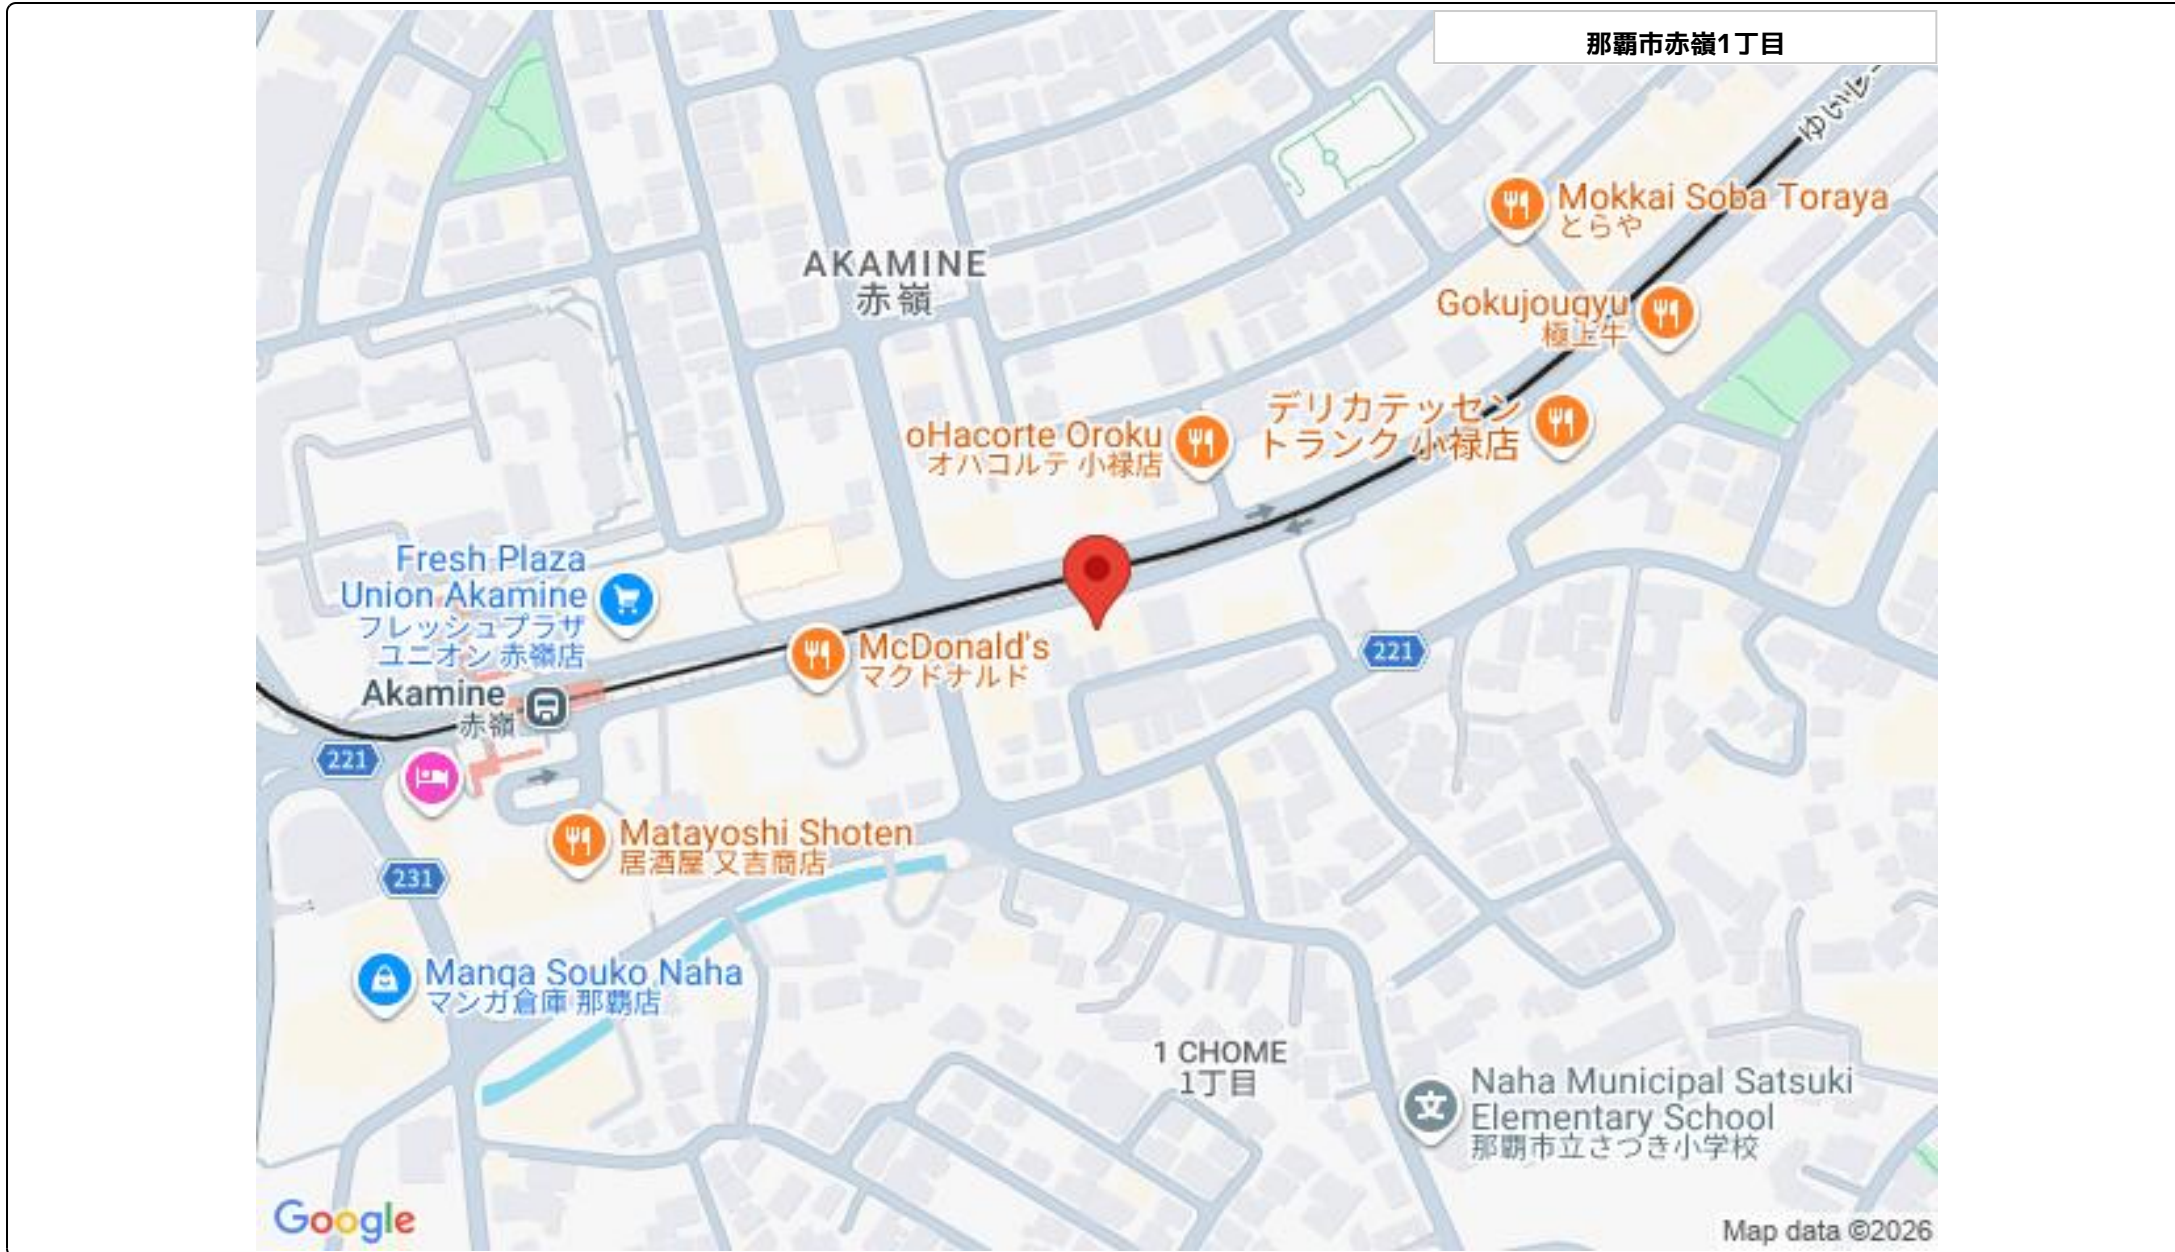 那覇市赤嶺1丁目
ゆいレー
Mokkai Soba Toraya
とらや
AKAMINE
赤嶺
Gokujougyu
極上牛
デリカテッセン
トランク 小禄店
oHacorte Oroku
オハコルテ 小禄店
Fresh Plaza
Union Akamine
フレッシュプラザ
ユニオン 赤嶺店
McDonald's
マクドナルド
221
Akamine
赤嶺
221
Matayoshi Shoten
居酒屋 又吉商店
231
Manga Souko Naha
マンガ倉庫 那覇店
1 CHOME
1丁目
文
Naha Municipal Satsuki
Elementary School
那覇市立さつき小学校
Google
Map data ©2026